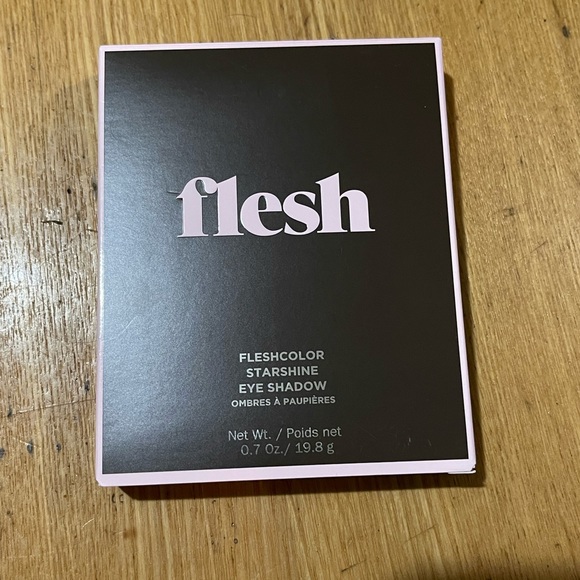 flesh
FLESHCOLOR
STARSHINE
EYE SHADOW
OMBRES À PAUPIÈRES
Net Wt. / Poids net
0.7 Oz./ 19.8 g